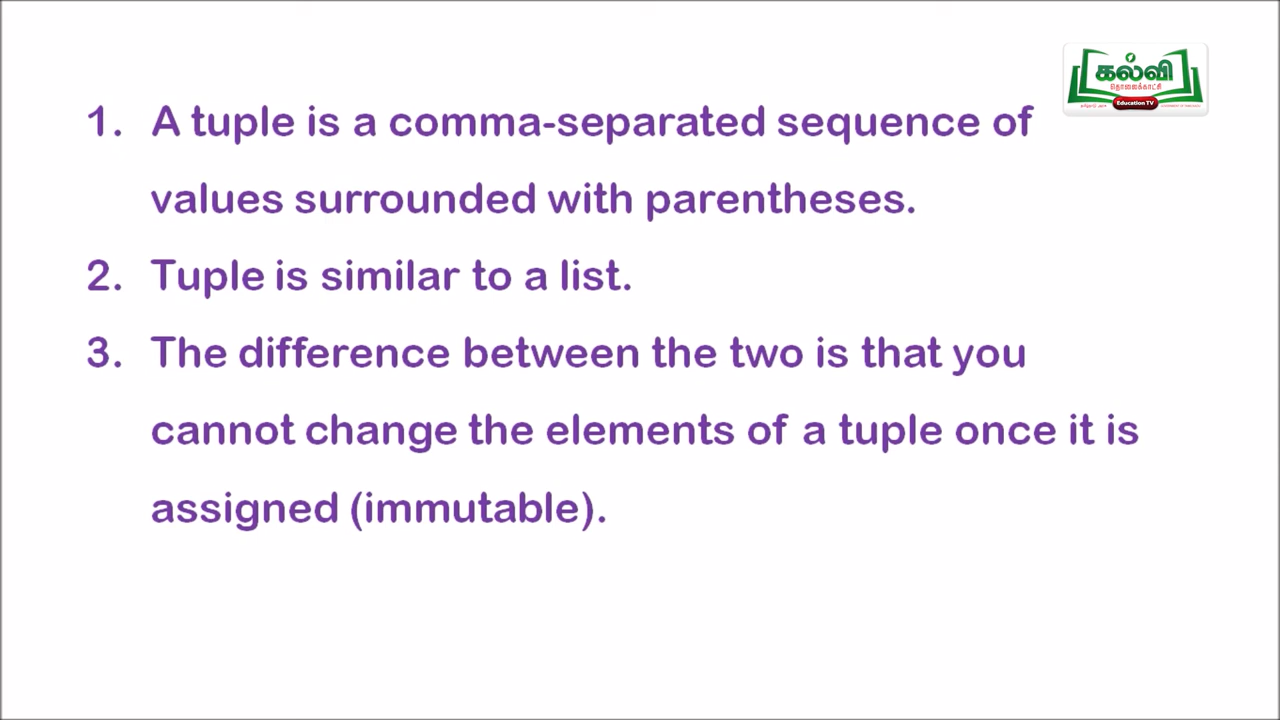 கல்வி
தொலைக்காட்சி
Education TV
1. A tuple is a comma-separated sequence of
values surrounded with parentheses.
2. Tuple is similar to a list.
3. The difference between the two is that you
cannot change the elements of a tuple once it is
assigned (immutable).